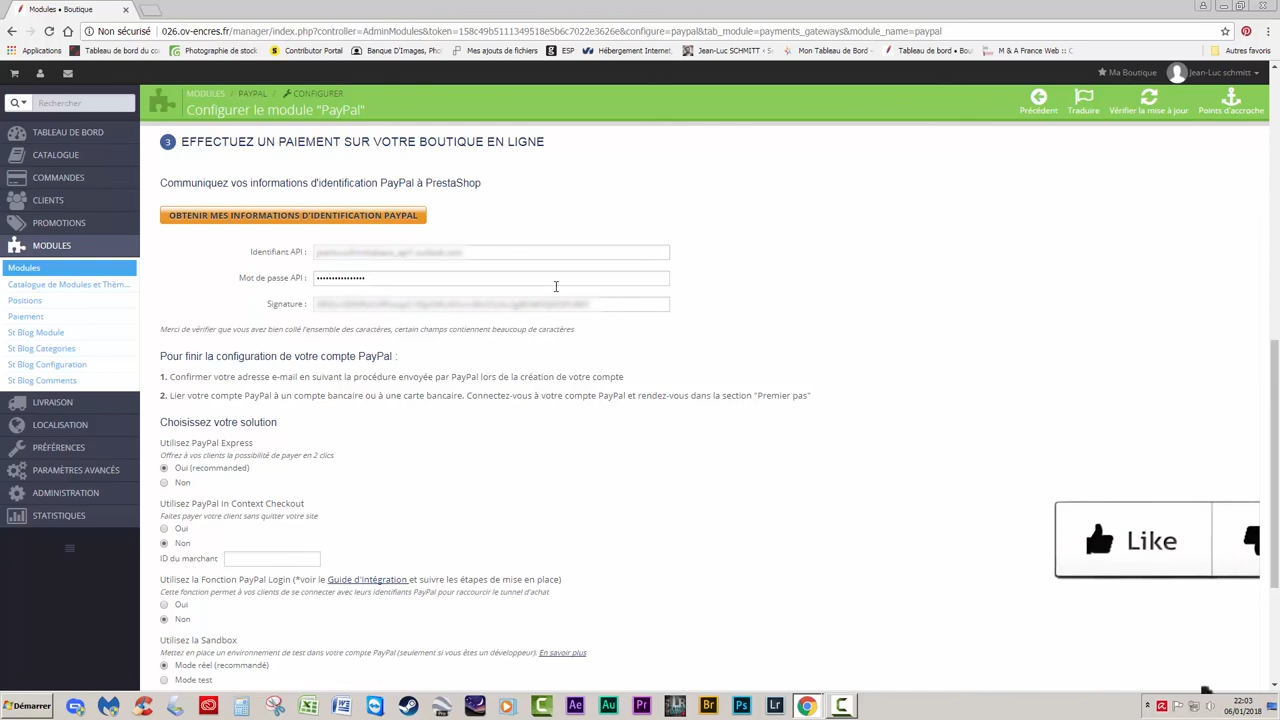 Modules • Boutique
Non sécurisé 026.ov-encres.fr/manager/index.php?controller=AdminModules&token=158c49b5111349518e5b6c7022e3626e&configure=paypal&tab_module=payments_gateways&module_name=paypal
Applications Tableau de bord du co Photographie de stock Contributor Portal Banque D'Images, P Mes ajouts de fichiers ESP Hébergement Internet Jean-Luc SCHMITT © Mon Tableau de Bord Tableau de bord • Bou M & A France Web :: C Autres favoris
Ma Boutique Jean-Luc schmitt
Rechercher
MODULES / PAYPAL / CONFIGURER
Configurer le module "PayPal"
Précédent Traduire Vérifier la mise à jour Points d'accroche
TABLEAU DE BORD
CATALOGUE
COMMANDES
CLIENTS
PROMOTIONS
MODULES
Modules
Catalogue de Modules et Thèm...
Positions
Paiement
St Blog Module
St Blog Categories
St Blog Configuration
St Blog Comments
LIVRAISON
LOCALISATION
PRÉFÉRENCES
PARAMÈTRES AVANCÉS
ADMINISTRATION
STATISTIQUES
3 EFFECTUEZ UN PAIEMENT SUR VOTRE BOUTIQUE EN LIGNE
Communiquez vos informations d'identification PayPal à PrestaShop
OBTENIR MES INFORMATIONS D'IDENTIFICATION PAYPAL
Identifiant API :
Mot de passe API : ••••••••••••••••
Signature :
Merci de vérifier que vous avez bien collé l'ensemble des caractères, certain champs contiennent beaucoup de caractères
Pour finir la configuration de votre compte PayPal :
1. Confirmer votre adresse e-mail en suivant la procédure envoyée par PayPal lors de la création de votre compte
2. Lier votre compte PayPal à un compte bancaire ou à une carte bancaire. Connectez-vous à votre compte PayPal et rendez-vous dans la section "Premier pas"
Choisissez votre solution
Utilisez PayPal Express
Offrez à vos clients la possibilité de payer en 2 clics
Oui (recommanded)
Non
Utilisez PayPal In Context Checkout
Faites payer votre client sans quitter votre site
Oui
Non
ID du marchant
Utilisez la Fonction PayPal Login (*voir le Guide d'Intégration et suivre les étapes de mise en place)
Cette fonction permet à vos clients de se connecter avec leurs identifiants PayPal pour raccourcir le tunnel d'achat
Oui
Non
Utilisez la Sandbox
Mettez en place un environnement de test dans votre compte PayPal (seulement si vous êtes un développeur). En savoir plus
Mode réel (recommandé)
Mode test
Like
Démarrer
Ae Au Pr Br Ps Lr
22:03
06/01/2018